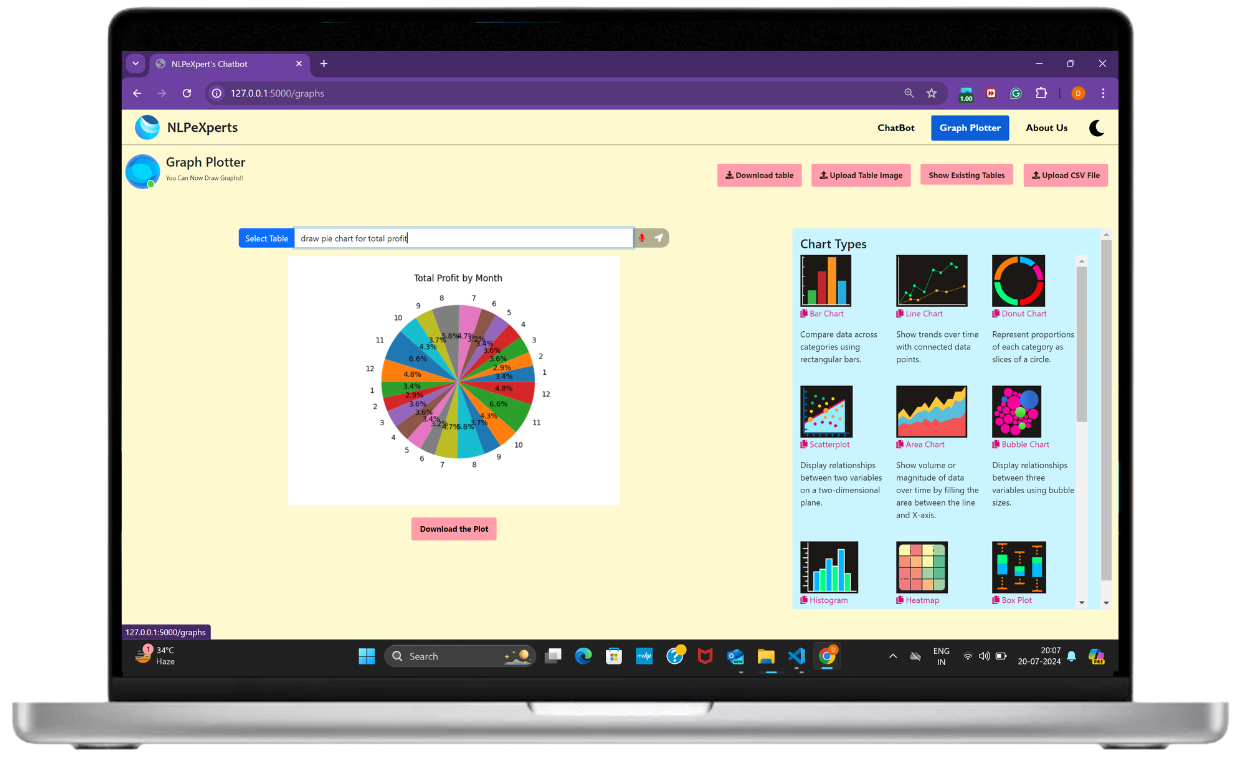 NLPeXpert's Chatbot
127.0.0.1:5000/graphs
1.00
G
D
NLPeXperts
ChatBot
Graph Plotter
About Us
Graph Plotter
You Can Now Draw Graphs!!
Download table
Upload Table Image
Show Existing Tables
Upload CSV File
Select Table
draw pie chart for total profit
Total Profit by Month
1
2
3
4
5
6
7
8
9
10
11
12
1
2
3
4
5
6
7
8
9
10
11
12
3.4%
2.9%
3.6%
3.6%
3.4%
3.2%
4.7%
5.8%
3.7%
4.3%
6.6%
4.8%
3.4%
2.9%
3.6%
3.6%
3.4%
3.2%
4.7%
5.8%
3.7%
4.3%
6.6%
4.8%
Download the Plot
Chart Types
Bar Chart
Compare data across
categories using
rectangular bars.
Line Chart
Show trends over time
with connected data
points.
Donut Chart
Represent proportions
of each category as
slices of a circle.
Scatterplot
Display relationships
between two variables
on a two-dimensional
plane.
Area Chart
Show volume or
magnitude of data
over time by filling the
area between the line
and X-axis.
Bubble Chart
Display relationships
between three
variables using bubble
sizes.
Histogram
Heatmap
Box Plot
127.0.0.1:5000/graphs
1
34°C
Haze
Search
ENG
IN
20:07
20-07-2024